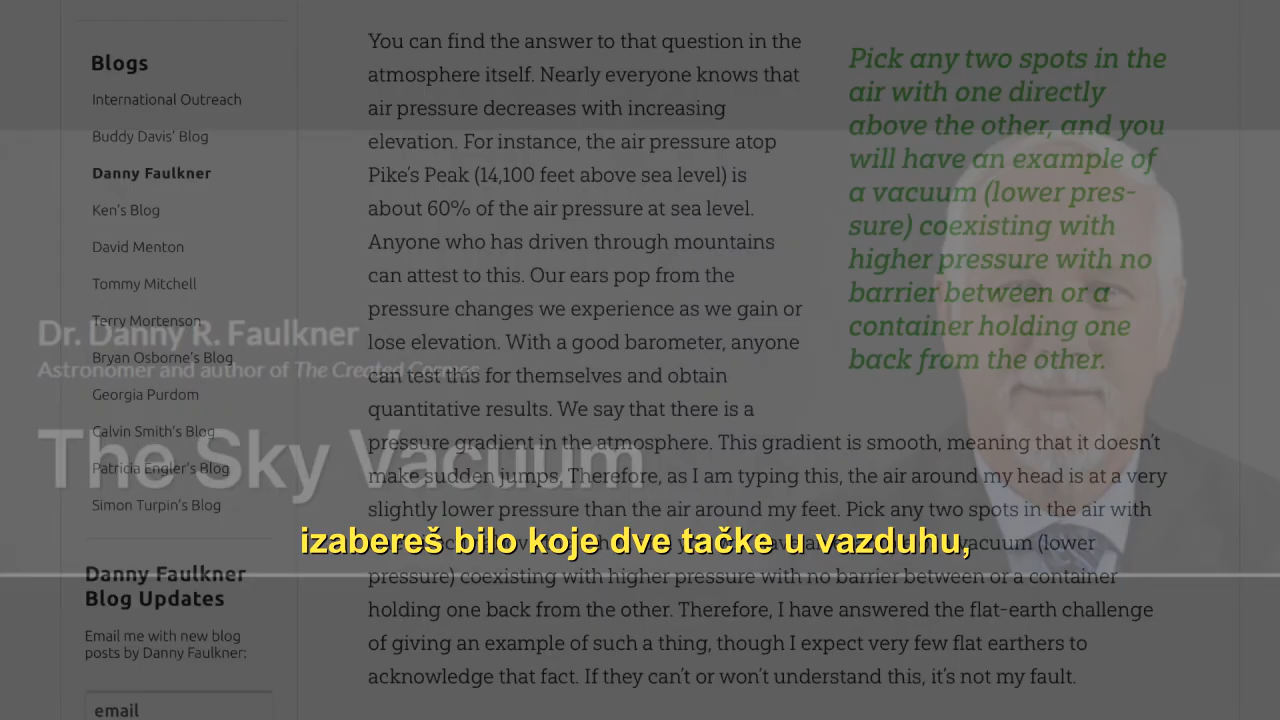 Blogs
International Outreach
Buddy Davis' Blog
Danny Faulkner
Ken's Blog
David Menton
Tommy Mitchell
Terry Mortenson
Bryan Osborne's Blog
Georgia Purdom
Calvin Smith's Blog
Patricia Engler's Blog
Simon Turpin's Blog
Danny Faulkner
Blog Updates
Email me with new blog
posts by Danny Faulkner:
email
Dr. Danny R. Faulkner
Astronomer and author of The Created Cosmos
The Sky Vacuum
You can find the answer to that question in the
atmosphere itself. Nearly everyone knows that
air pressure decreases with increasing
elevation. For instance, the air pressure atop
Pike's Peak (14,100 feet above sea level) is
about 60% of the air pressure at sea level.
Anyone who has driven through mountains
can attest to this. Our ears pop from the
pressure changes we experience as we gain or
lose elevation. With a good barometer, anyone
can test this for themselves and obtain
quantitative results. We say that there is a
pressure gradient in the atmosphere. This gradient is smooth, meaning that it doesn't
make sudden jumps. Therefore, as I am typing this, the air around my head is at a very
slightly lower pressure than the air around my feet. Pick any two spots in the air with
vacuum (lower
pressure) coexisting with higher pressure with no barrier between or a container
holding one back from the other. Therefore, I have answered the flat-earth challenge
of giving an example of such a thing, though I expect very few flat earthers to
acknowledge that fact. If they can't or won't understand this, it's not my fault.
Pick any two spots in the
air with one directly
above the other, and you
will have an example of
a vacuum (lower pres-
sure) coexisting with
higher pressure with no
barrier between or a
container holding one
back from the other.
izabereš bilo koje dve tačke u vazduhu,